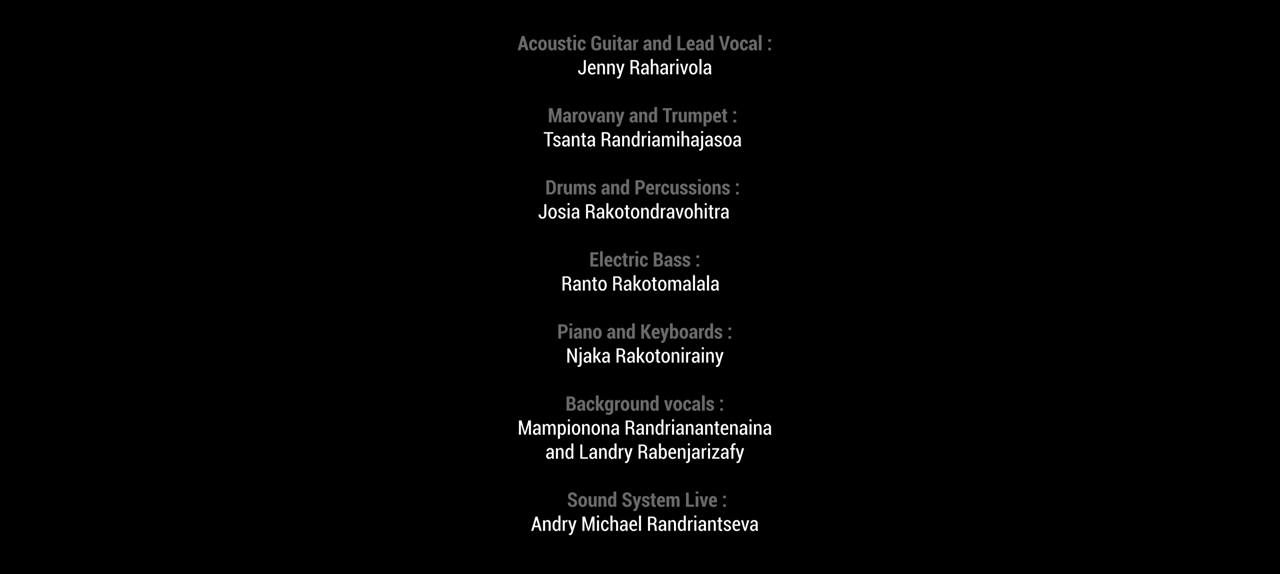 Acoustic Guitar and Lead Vocal :
Jenny Raharivola
Marovany and Trumpet :
Tsanta Randriamihajasoa
Drums and Percussions :
Josia Rakotondravohitra
Electric Bass :
Ranto Rakotomalala
Piano and Keyboards :
Njaka Rakotonirainy
Background vocals :
Mampionona Randrianantenaina
and Landry Rabenjarizafy
Sound System Live :
Andry Michael Randriantseva